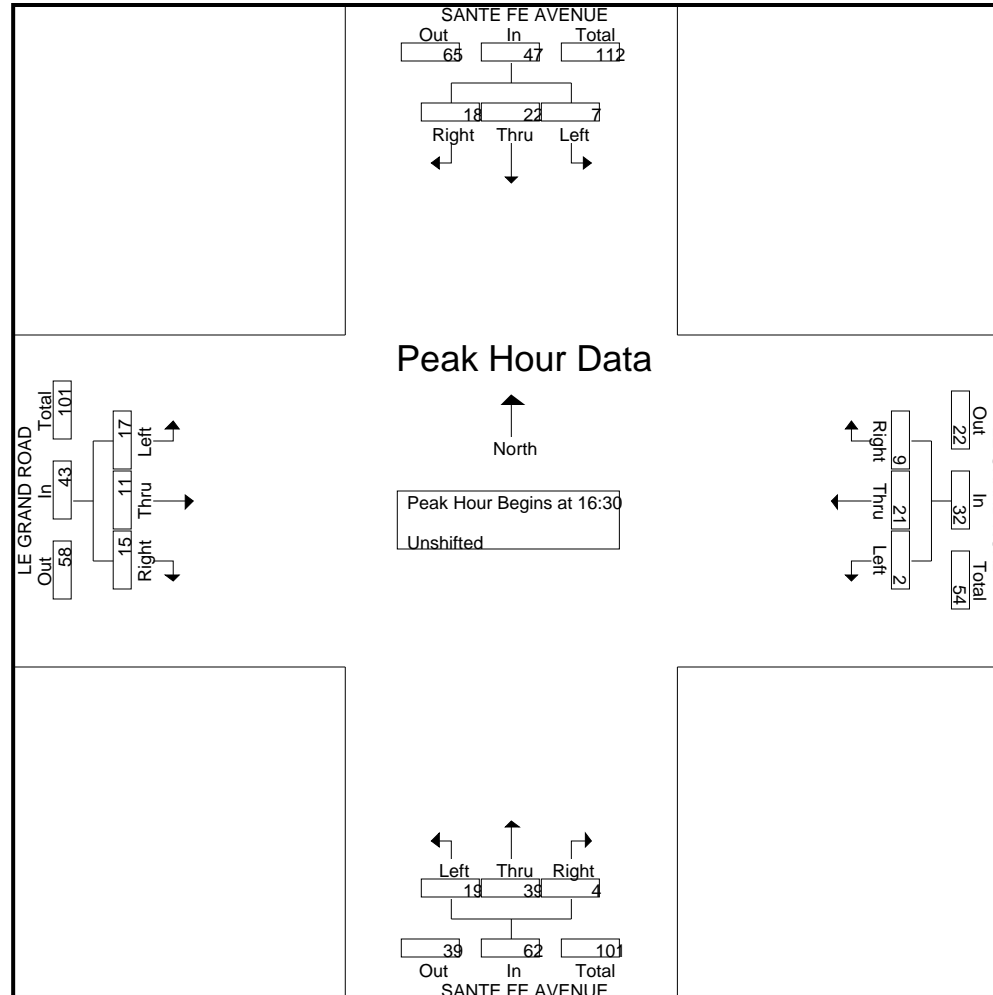 SANTE FE AVENUE
Out In Total
65 47 112
18 22 7
Right Thru Left
Peak Hour Data
North
Peak Hour Begins at 16:30
Unshifted
LE GRAND ROAD
Total In Out
101 43 58
17 11 15
Left Thru Right
Right Thru Left
9 21 2
22 32 54
Out In Total
Left Thru Right
19 39 4
39 62 101
Out In Total
SANTE FE AVENUE